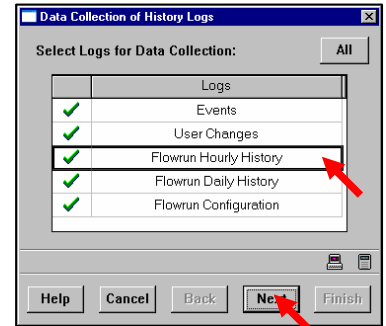 Data Collection of History Logs
Select Logs for Data Collection:
All
Logs
Events
User Changes
Flowrun Hourly History
Flowrun Daily History
Flowrun Configuration
Help
Cancel
Back
Next
Finish